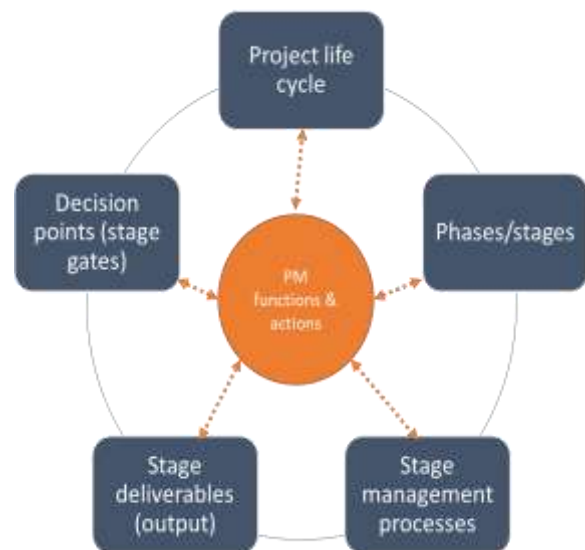 Project life
cycle
Decision
points (stage
gates)
Phases/stages
PM
functions &
actions
Stage
deliverables
(output)
Stage
management
processes